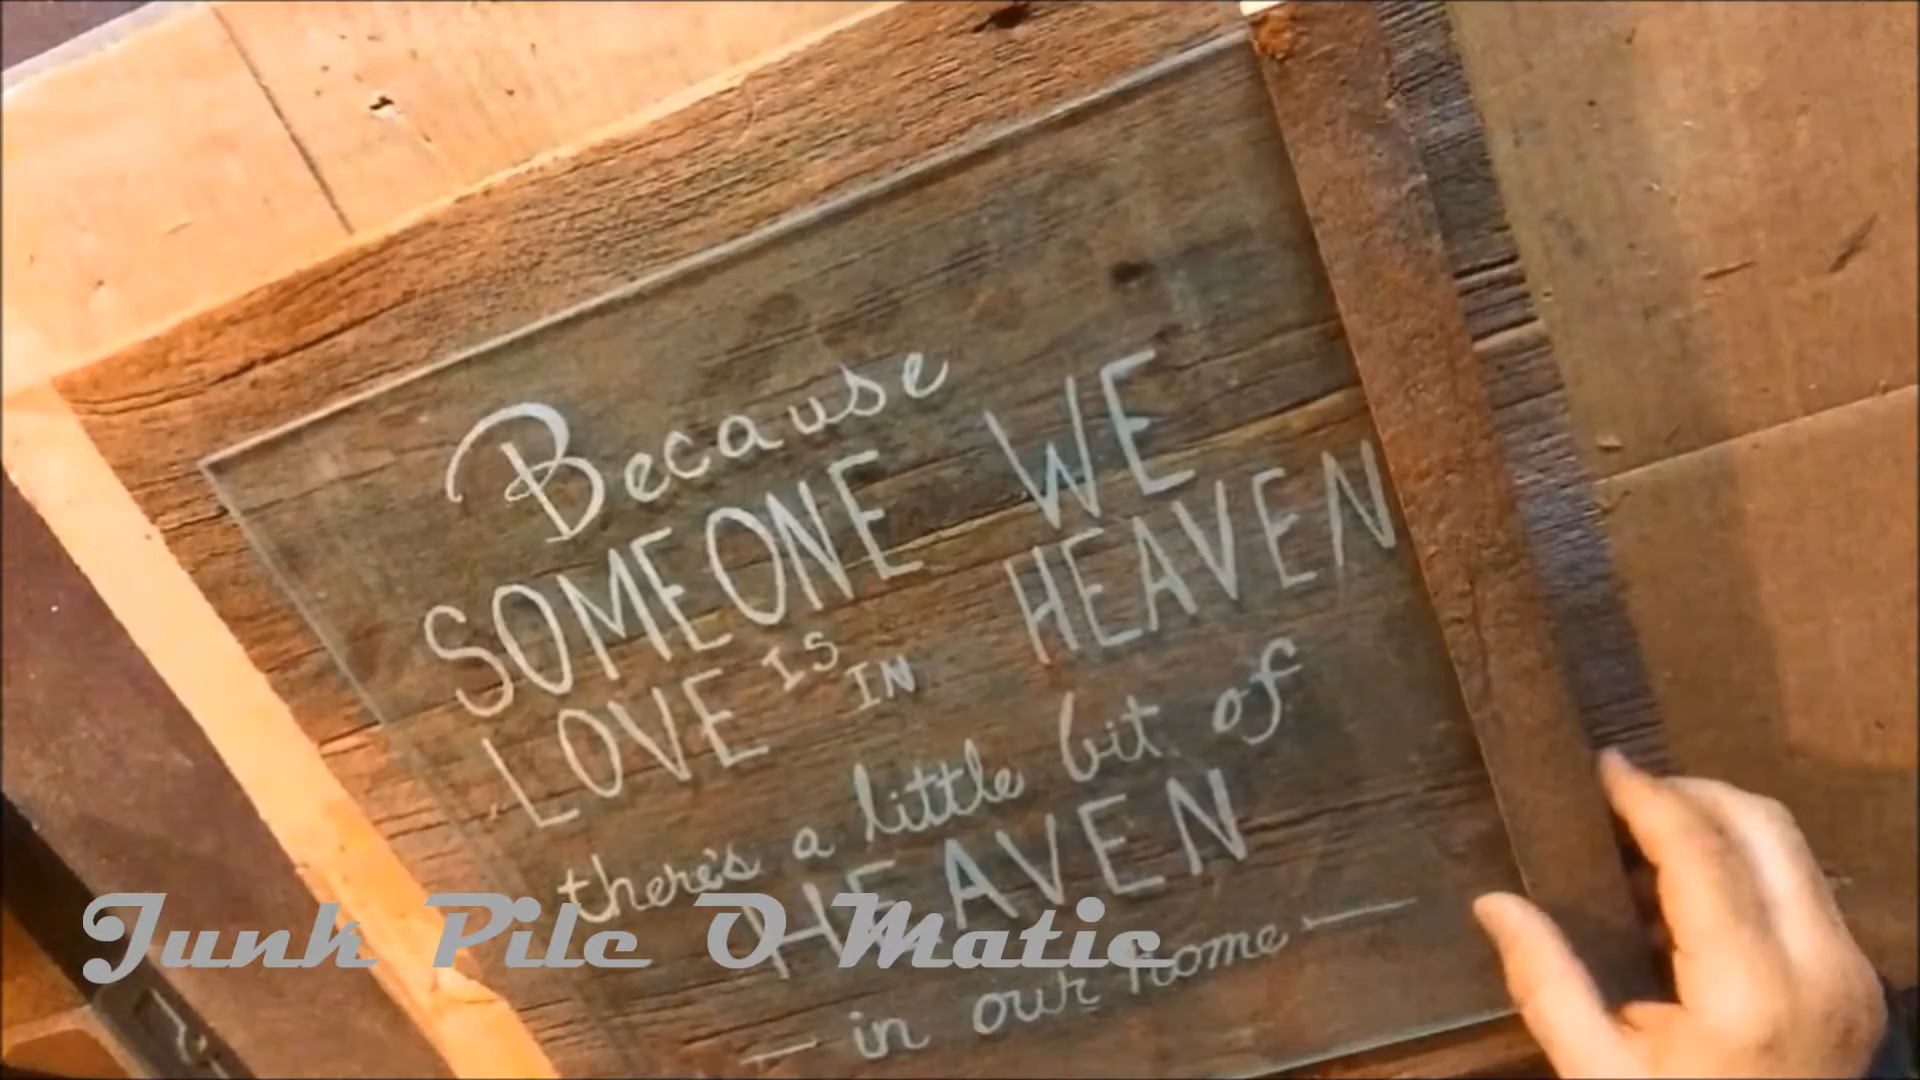 Because
SOMEONE WE
LOVE IS IN HEAVEN
there's a little bit of
HEAVEN
— in our home —
Junk Pile O Matic